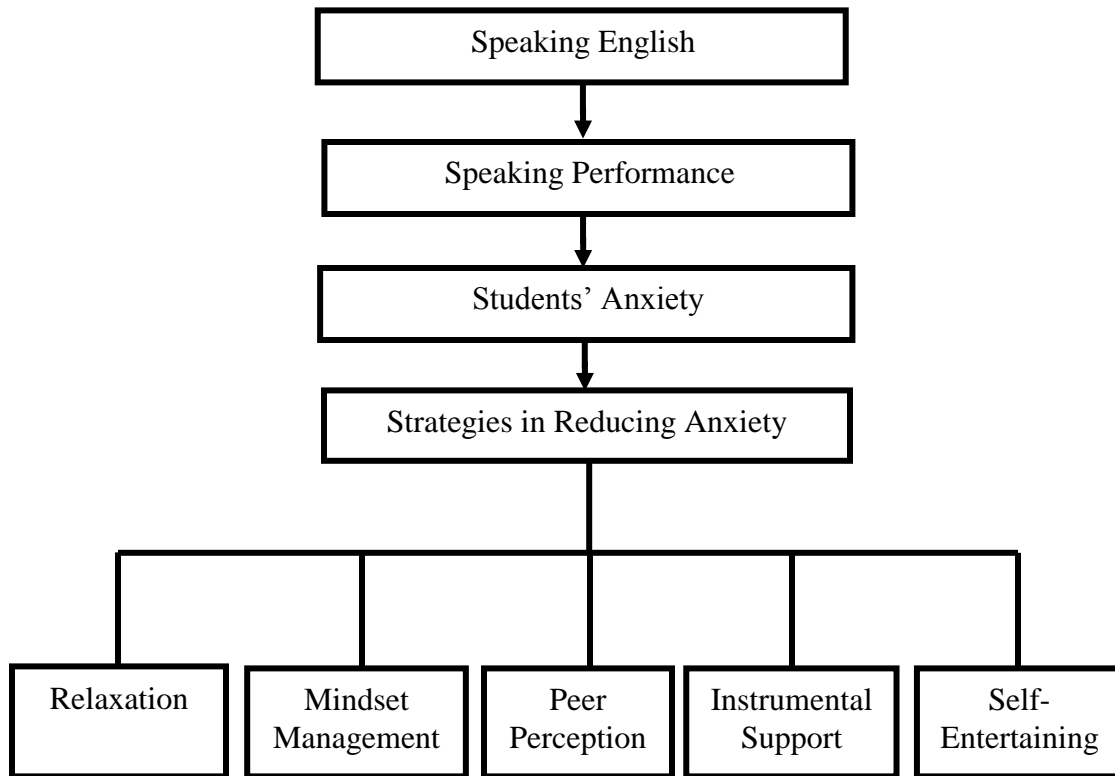 Speaking English
Speaking Performance
Students’ Anxiety
Strategies in Reducing Anxiety
Relaxation
Mindset
Management
Peer
Perception
Instrumental
Support
Self-
Entertaining